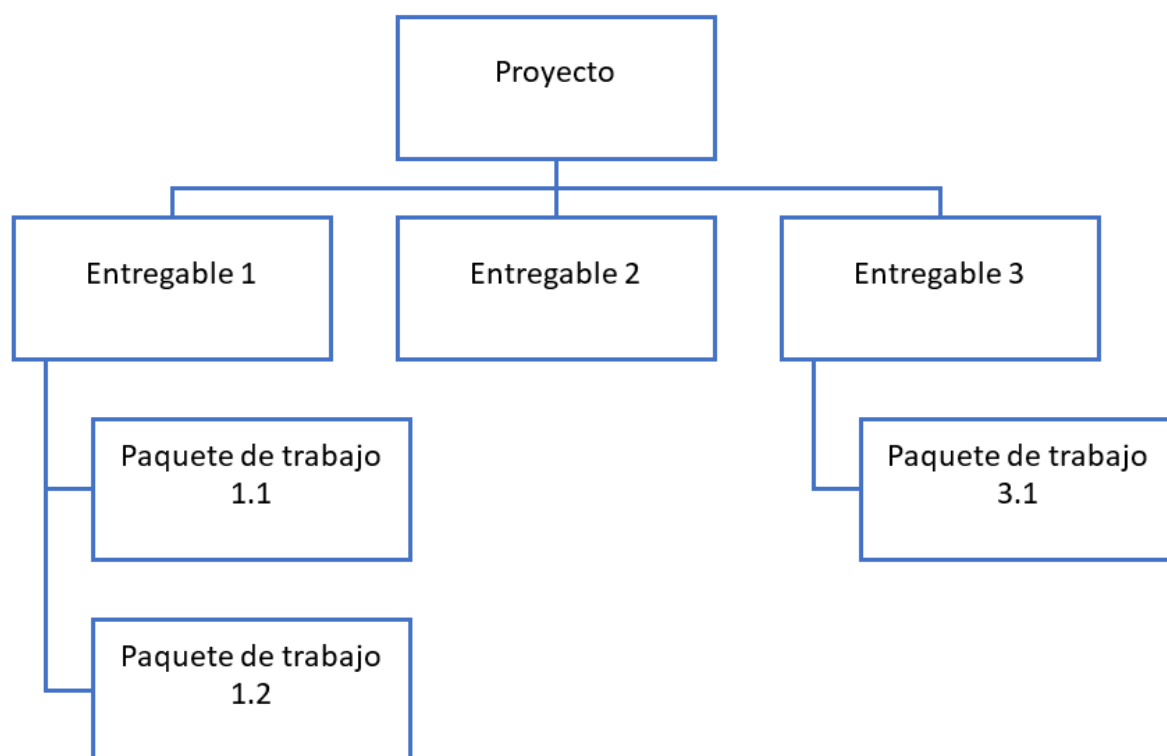 Proyecto
Entregable 1
Entregable 2
Entregable 3
Paquete de trabajo
1.1
Paquete de trabajo
3.1
Paquete de trabajo
1.2